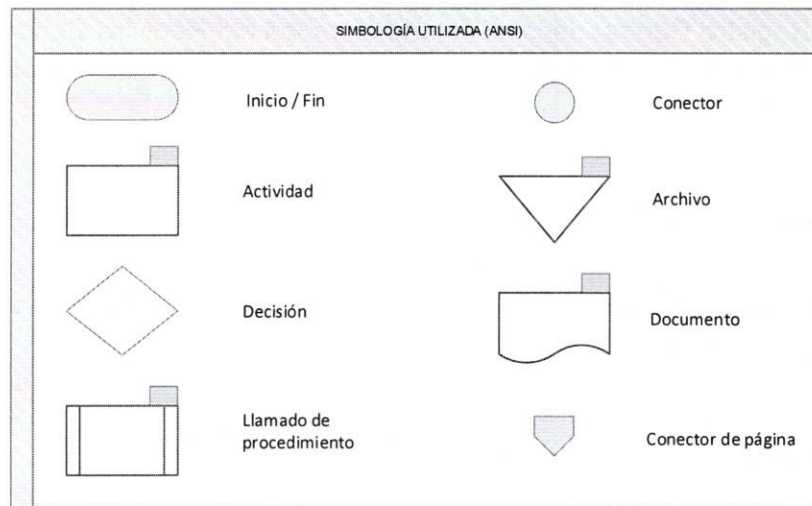 SIMBOLOGÍA UTILIZADA (ANSI)
Inicio / Fin
Conector
Actividad
Archivo
Decisión
Documento
Llamado de
procedimiento
Conector de página